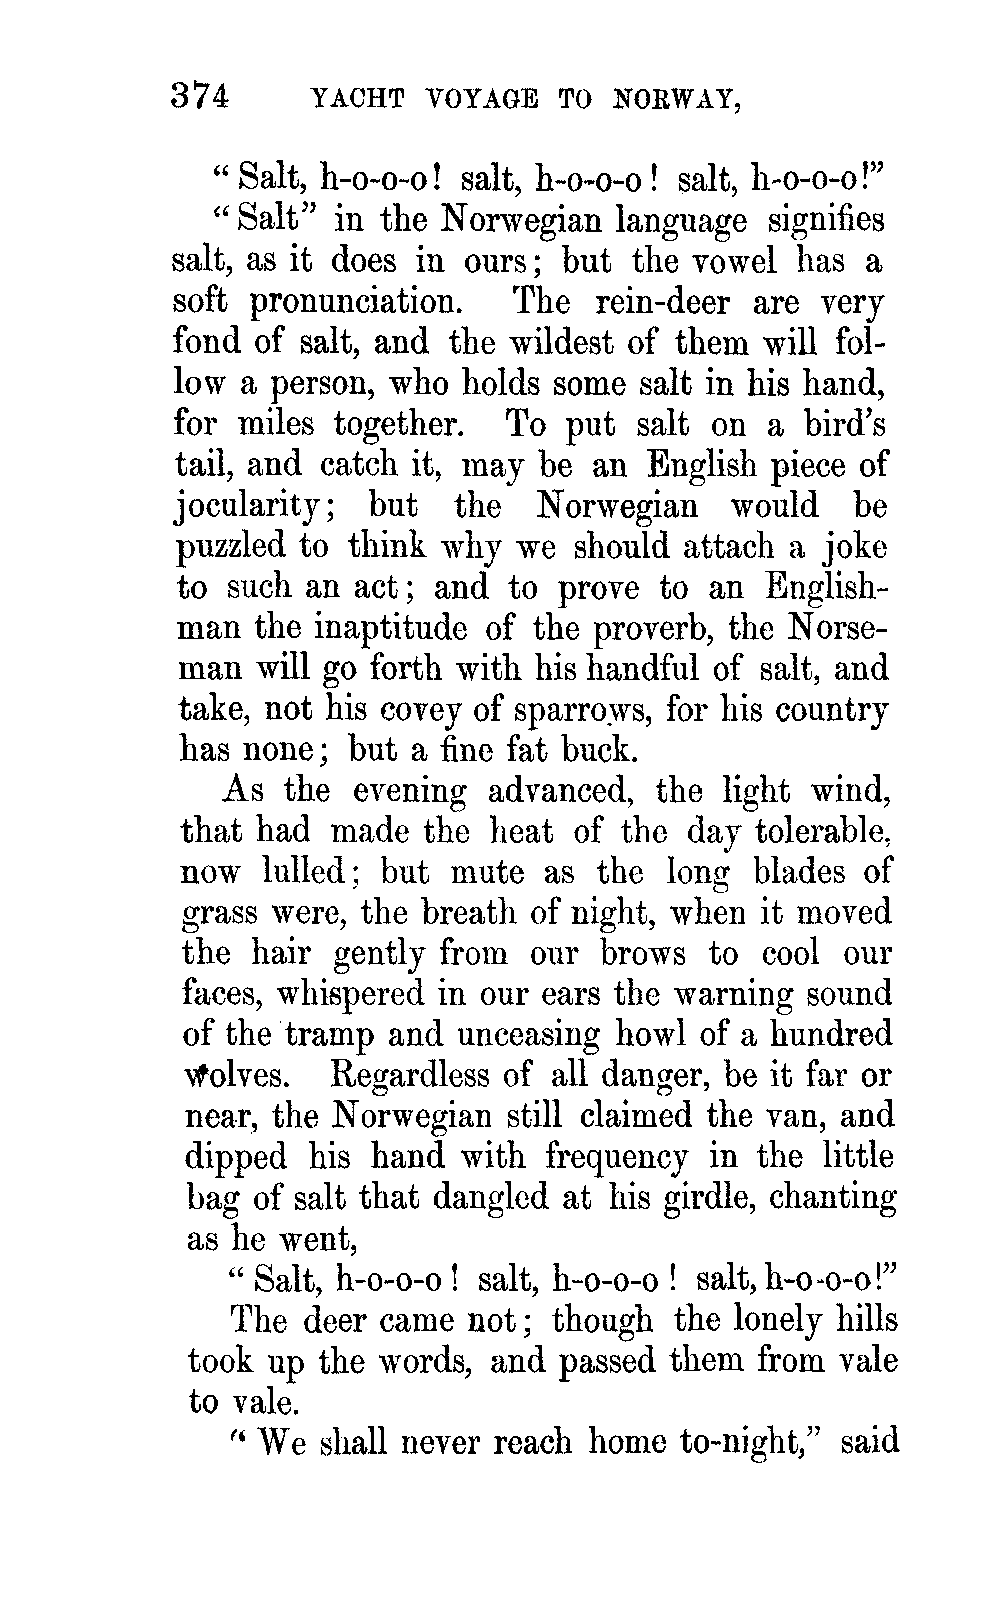 374 YACHT VOYAGE TO NORWAY,
“Salt, h-o-o-o! salt, h-o-o-o! salt, h-o-o-o!”
“Salt” in the Norwegian language signifies
salt, as it does in ours; but the vowel has a
soft pronunciation. The rein-deer are very
fond of salt, and the wildest of them will fol-
low a person, who holds some salt in his hand,
for miles together. To put salt on a bird’s
tail, and catch it, may be an English piece of
jocularity; but the Norwegian would be
puzzled to think why we should attach a joke
to such an act; and to prove to an English-
man the inaptitude of the proverb, the Norse-
man will go forth with his handful of salt, and
take, not his covey of sparrows, for his country
has none; but a fine fat buck.
As the evening advanced, the light wind,
that had made the heat of the day tolerable,
now lulled; but mute as the long blades of
grass were, the breath of night, when it moved
the hair gently from our brows to cool our
faces, whispered in our ears the warning sound
of the tramp and unceasing howl of a hundred
wolves. Regardless of all danger, be it far or
near, the Norwegian still claimed the van, and
dipped his hand with frequency in the little
bag of salt that dangled at his girdle, chanting
as he went,
“Salt, h-o-o-o! salt, h-o-o-o! salt, h-o-o-o!”
The deer came not; though the lonely hills
took up the words, and passed them from vale
to vale.
“We shall never reach home to-night,” said